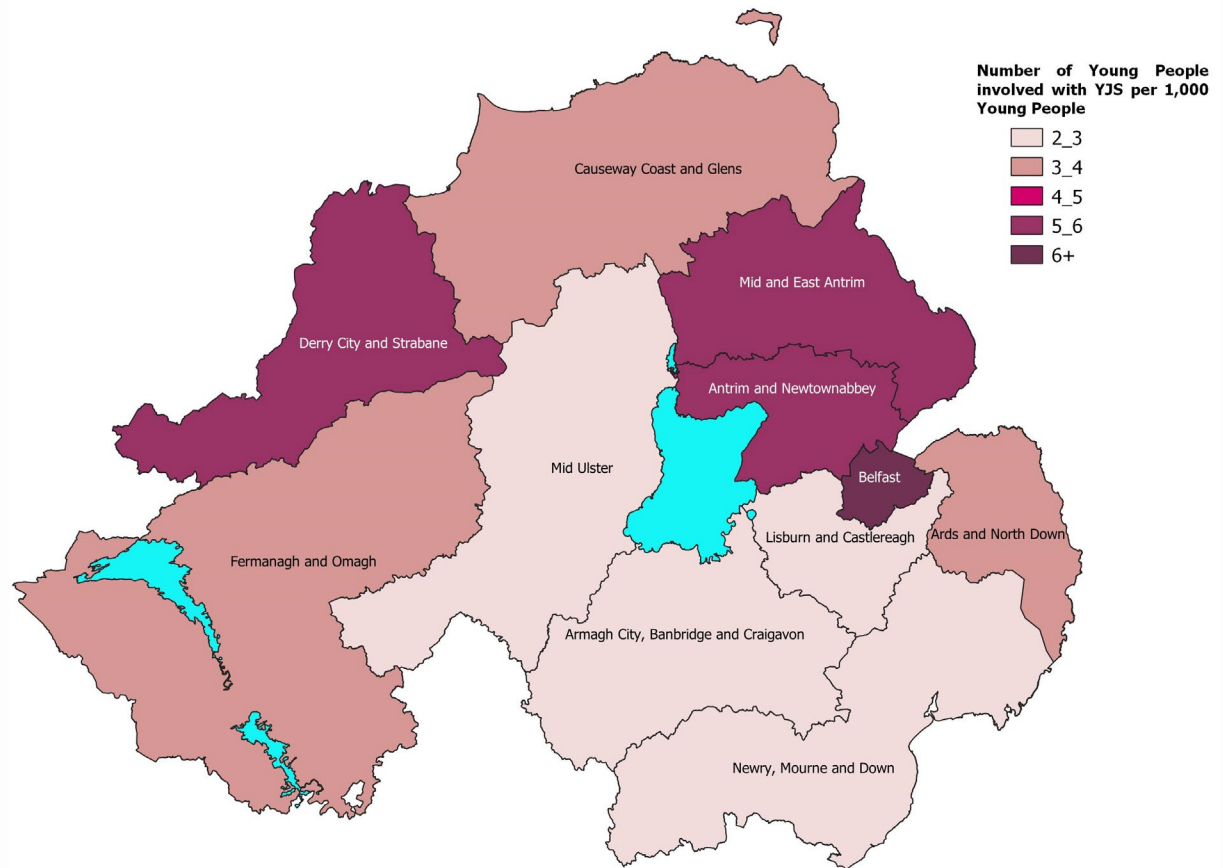 Number of Young People
involved with YJS per 1,000
Young People
2_3
3_4
4_5
5_6
6+
Causeway Coast and Glens
Mid and East Antrim
Derry City and Strabane
Antrim and Newtownabbey
Mid Ulster
Belfast
Lisburn and Castlereagh
Ards and North Down
Fermanagh and Omagh
Armagh City, Banbridge and Craigavon
Newry, Mourne and Down